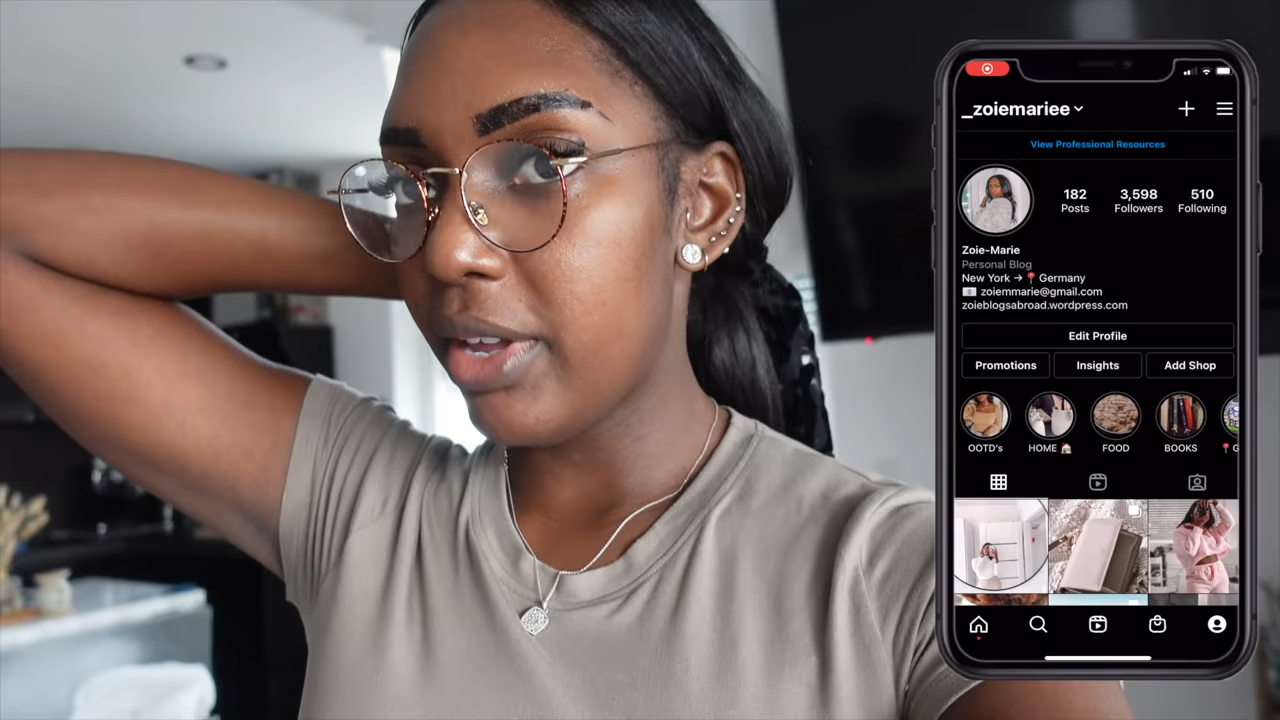 _zoiemariee
View Professional Resources
182 3,598 510
Posts Followers Following
Zoie-Marie
Personal Blog
New York → 📍 Germany
📧 zoiemmarie@gmail.com
zoieblogsabroad.wordpress.com
Edit Profile
Promotions Insights Add Shop
OOTD's HOME 🏠 FOOD BOOKS 📍 G